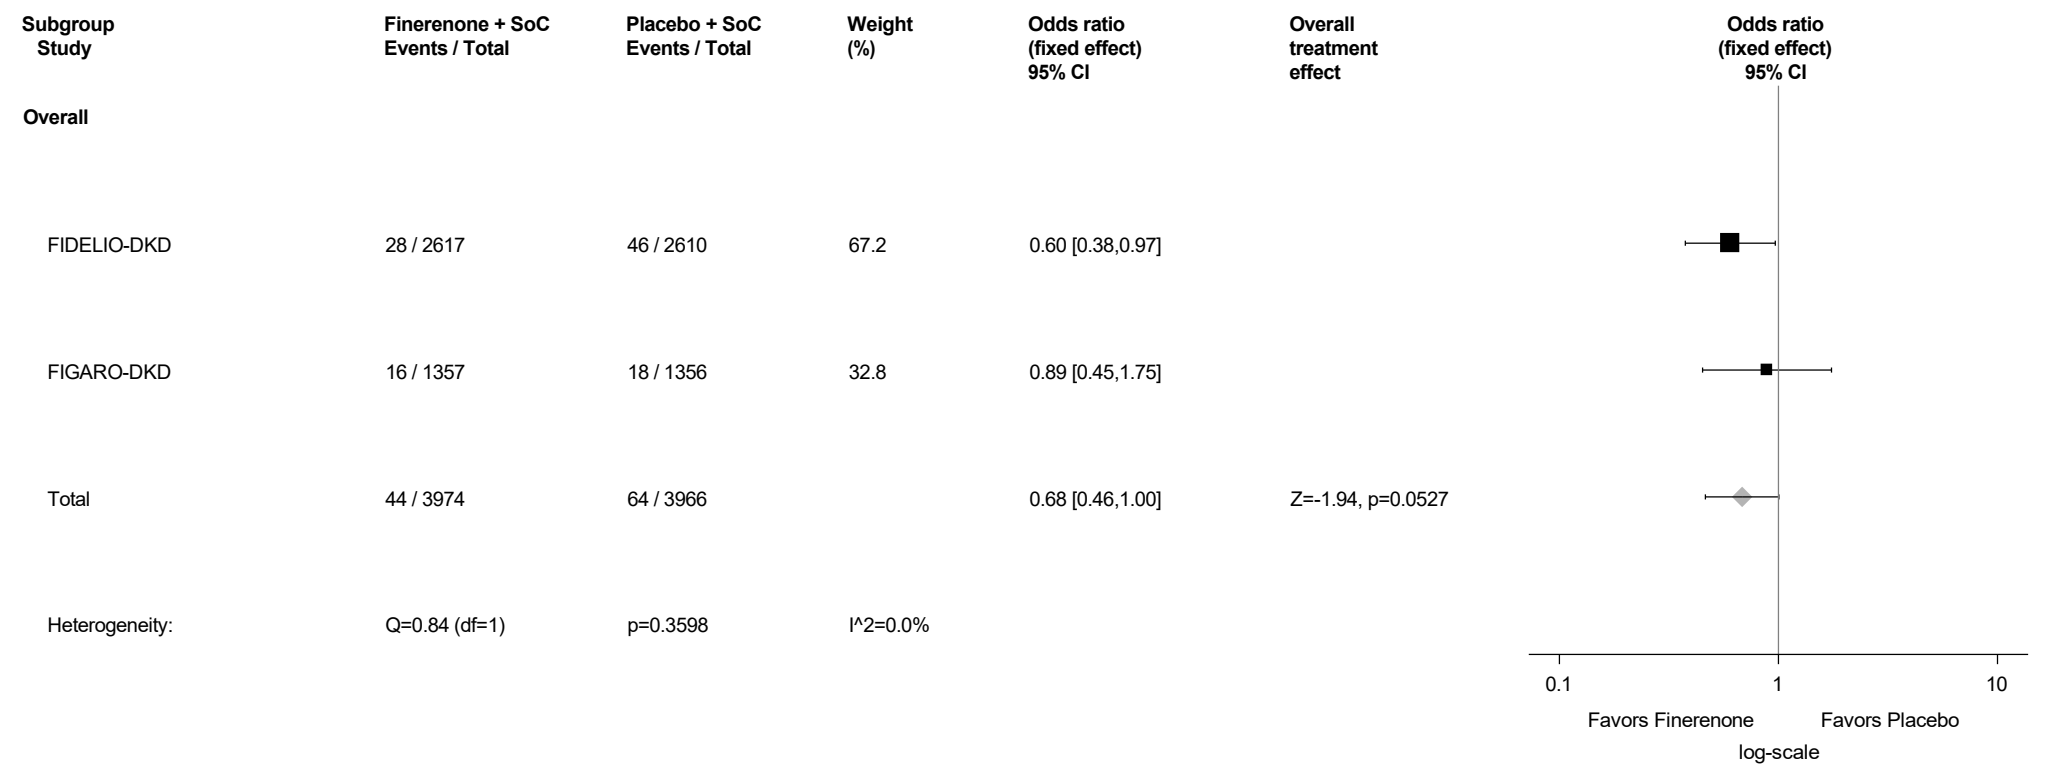 Subgroup Finerenone + SoC Placebo + SoC Weight Odds ratio Overall Odds ratio
Study Events / Total Events / Total (%) (fixed effect) treatment (fixed effect)
95% CI effect 95% CI
Overall
FIDELIO-DKD 28 / 2617 46 / 2610 67.2 0.60 [0.38,0.97]
FIGARO-DKD 16 / 1357 18 / 1356 32.8 0.89 [0.45,1.75]
Total 44 / 3974 64 / 3966 0.68 [0.46,1.00] Z=-1.94, p=0.0527
Heterogeneity: Q=0.84 (df=1) p=0.3598 I^2=0.0%
0.1 1 10
Favors Finerenone Favors Placebo
log-scale